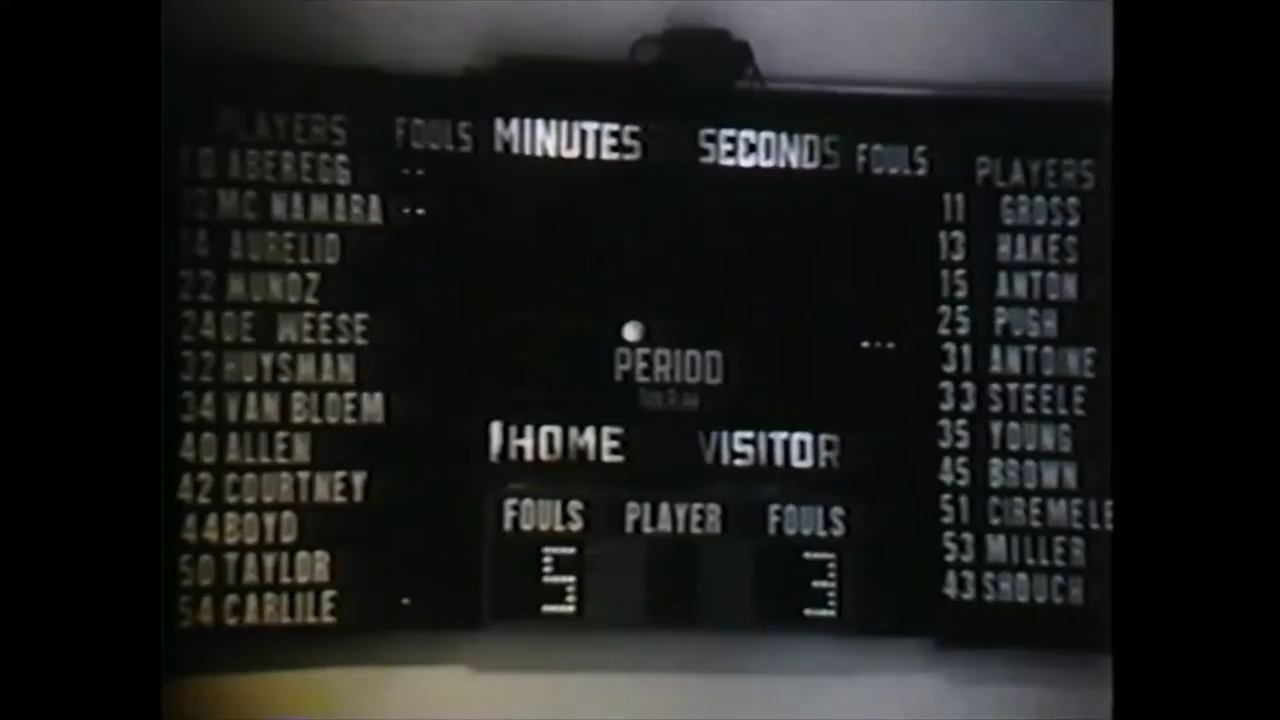 PLAYERS FOULS MINUTES SECONDS FOULS PLAYERS
10 ABEREGG
12 MC NAMARA
14 AURELIO
22 MUNOZ
24 DE WEESE
32 HUYSMAN
34 VAN BLOEM
40 ALLEN
42 COURTNEY
44 BOYD
50 TAYLOR
54 CARLILE
PERIOD
HOME VISITOR
FOULS PLAYER FOULS
5 3
11 GROSS
13 HAKES
15 ANTON
25 PUGH
31 ANTOINE
33 STEELE
35 YOUNG
45 BROWN
51 CIREMELE
53 MILLER
43 SHOUCH